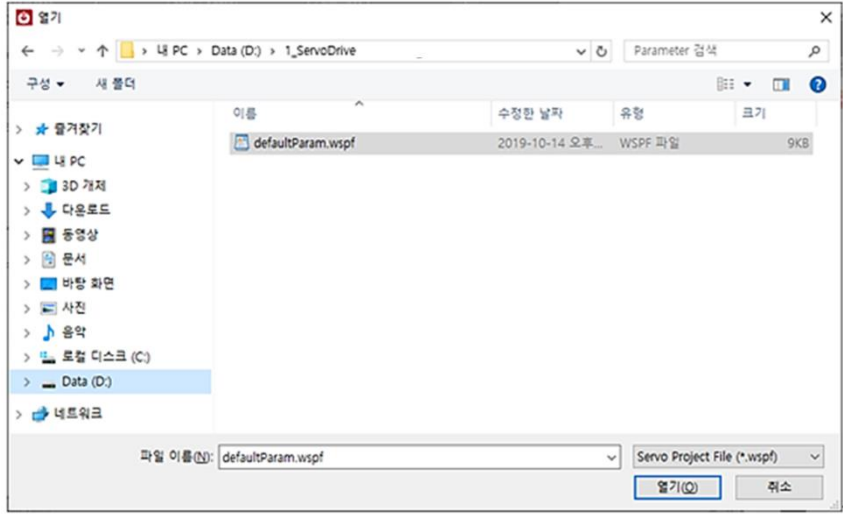 열기
내 PC > Data (D:) > 1_ServoDrive
Parameter 검색
구성 새 폴더
이름 수정한 날짜 유형 크기
defaultParam.wspf 2019-10-14 오후... WSPF 파일 9KB
즐겨찾기
내 PC
3D 개체
다운로드
동영상
문서
바탕 화면
사진
음악
로컬 디스크 (C:)
Data (D:)
네트워크
파일 이름(N): defaultParam.wspf Servo Project File (*.wspf)
열기(O) 취소